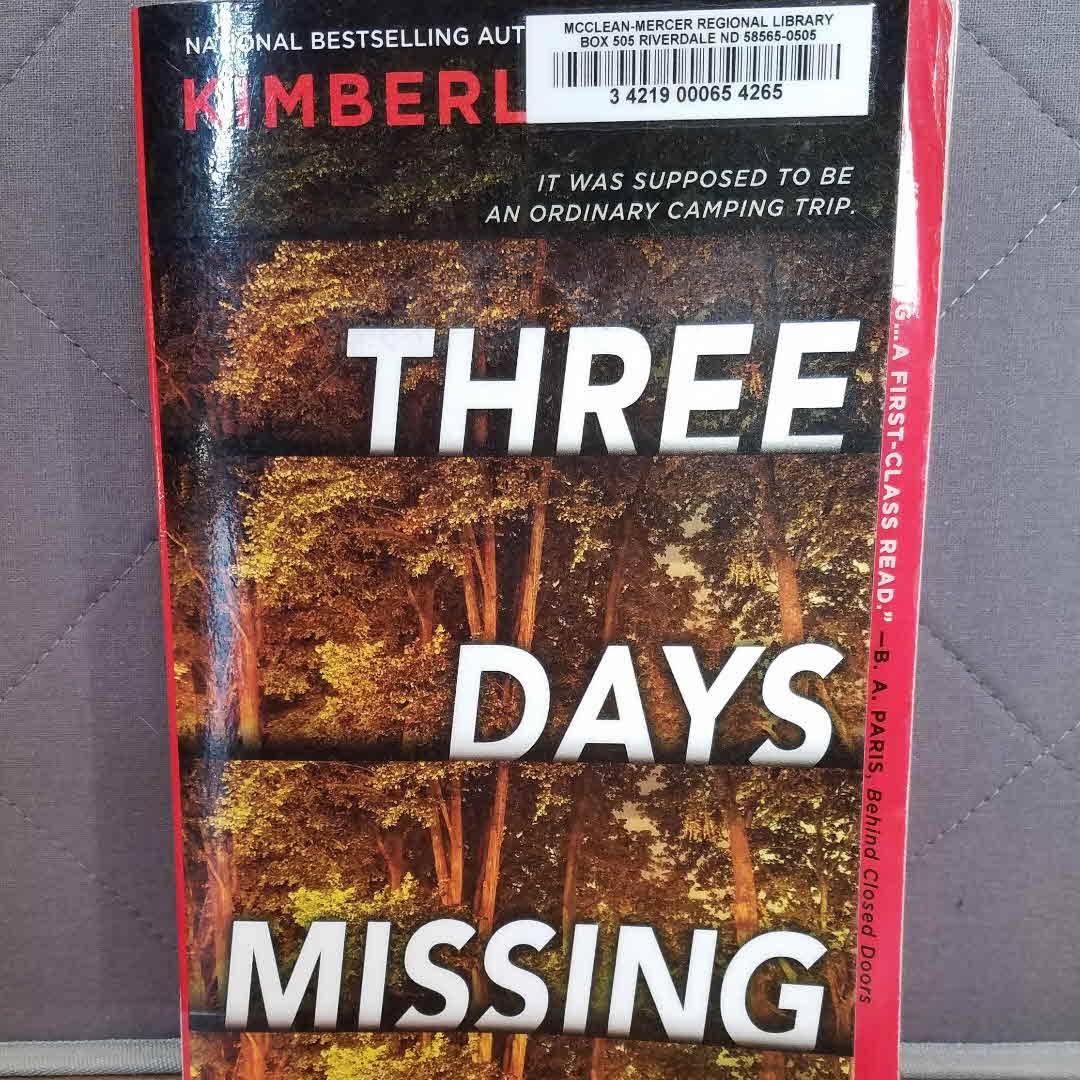 NATIONAL BESTSELLING AUT
KIMBERL
MCCLEAN-MERCER REGIONAL LIBRARY
BOX 505 RIVERDALE ND 58565-0505
3 4219 00065 4265
IT WAS SUPPOSED TO BE
AN ORDINARY CAMPING TRIP.
THREE
DAYS
MISSING
G...A FIRST-CLASS READ." —B. A. PARIS, Behind Closed Doors